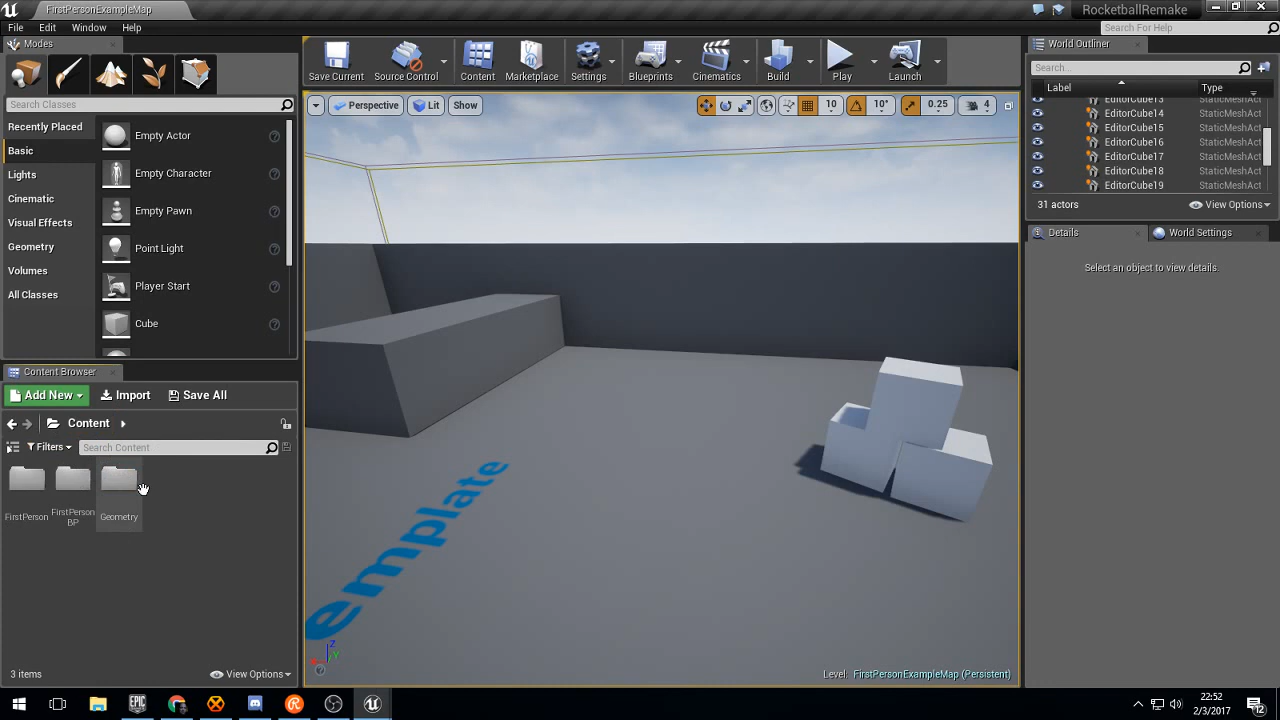 FirstPersonExampleMap
RocketballRemake
File Edit Window Help
Search For Help
Modes
Search Classes
Recently Placed
Basic
Lights
Cinematic
Visual Effects
Geometry
Volumes
All Classes
Empty Actor
Empty Character
Empty Pawn
Point Light
Player Start
Cube
Save Current
Source Control
Content
Marketplace
Settings
Blueprints
Cinematics
Build
Play
Launch
Perspective Lit Show
10 10° 0.25 4
emplate
Z
Y
Level: FirstPersonExampleMap (Persistent)
World Outliner
Search...
Label Type
EditorCube13 StaticMeshAct
EditorCube14 StaticMeshAct
EditorCube15 StaticMeshAct
EditorCube16 StaticMeshAct
EditorCube17 StaticMeshAct
EditorCube18 StaticMeshAct
EditorCube19 StaticMeshAct
31 actors View Options
Details World Settings
Select an object to view details.
Content Browser
Add New Import Save All
Content
Filters Search Content
FirstPerson
FirstPerson
BP
Geometry
3 items View Options
EPIC
22:52
2/3/2017
12